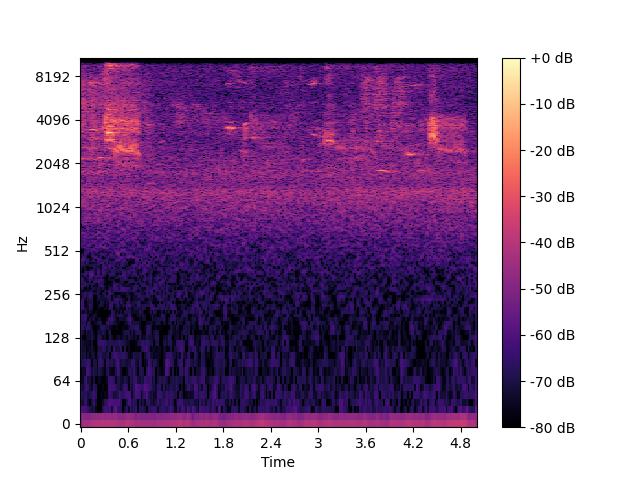 8192
4096
2048
1024
512
256
128
64
0
Hz
0 0.6 1.2 1.8 2.4 3 3.6 4.2 4.8
Time
+0 dB
-10 dB
-20 dB
-30 dB
-40 dB
-50 dB
-60 dB
-70 dB
-80 dB